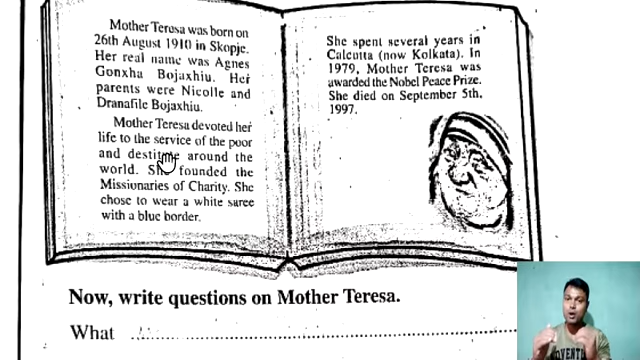 Mother Teresa was born on
26th August 1910 in Skopje.
Her real name was Agnes
Gonxha Bojaxhiu. Her
parents were Nicolle and
Dranafile Bojaxhiu.
Mother Teresa devoted her
life to the service of the poor
and destitute around the
world. She founded the
Missionaries of Charity. She
chose to wear a white saree
with a blue border.
She spent several years in
Calcutta (now Kolkata). In
1979, Mother Teresa was
awarded the Nobel Peace Prize.
She died on September 5th,
1997.
Now, write questions on Mother Teresa.
What